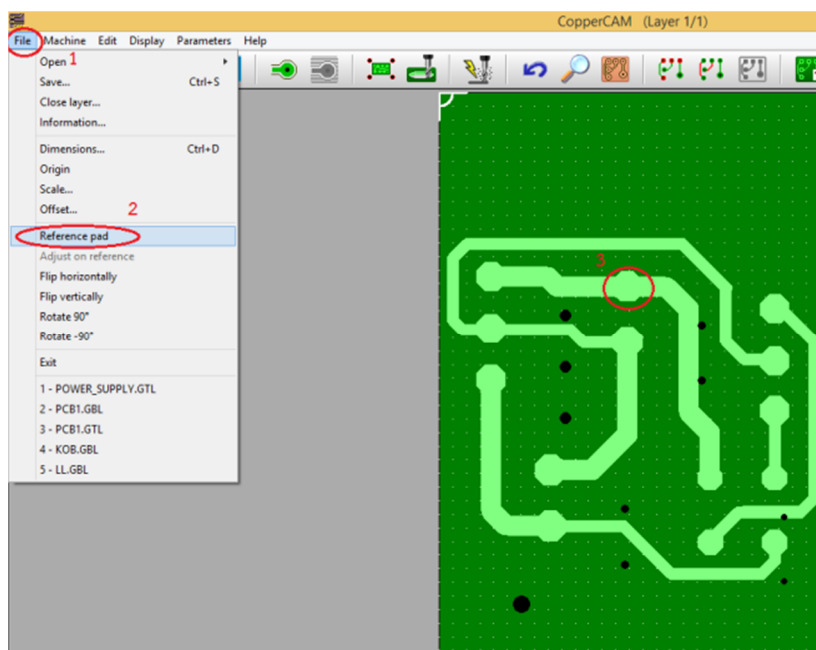 CopperCAM (Layer 1/1)
File Machine Edit Display Parameters Help
1
Open
Save... Ctrl+S
Close layer...
Information...
Dimensions... Ctrl+D
Origin
Scale...
Offset...
2
Reference pad
Adjust on reference
Flip horizontally
Flip vertically
Rotate 90°
Rotate -90°
Exit
1 - POWER_SUPPLY.GTL
2 - PCB1.GBL
3 - PCB1.GTL
4 - KOB.GBL
5 - LL.GBL
3